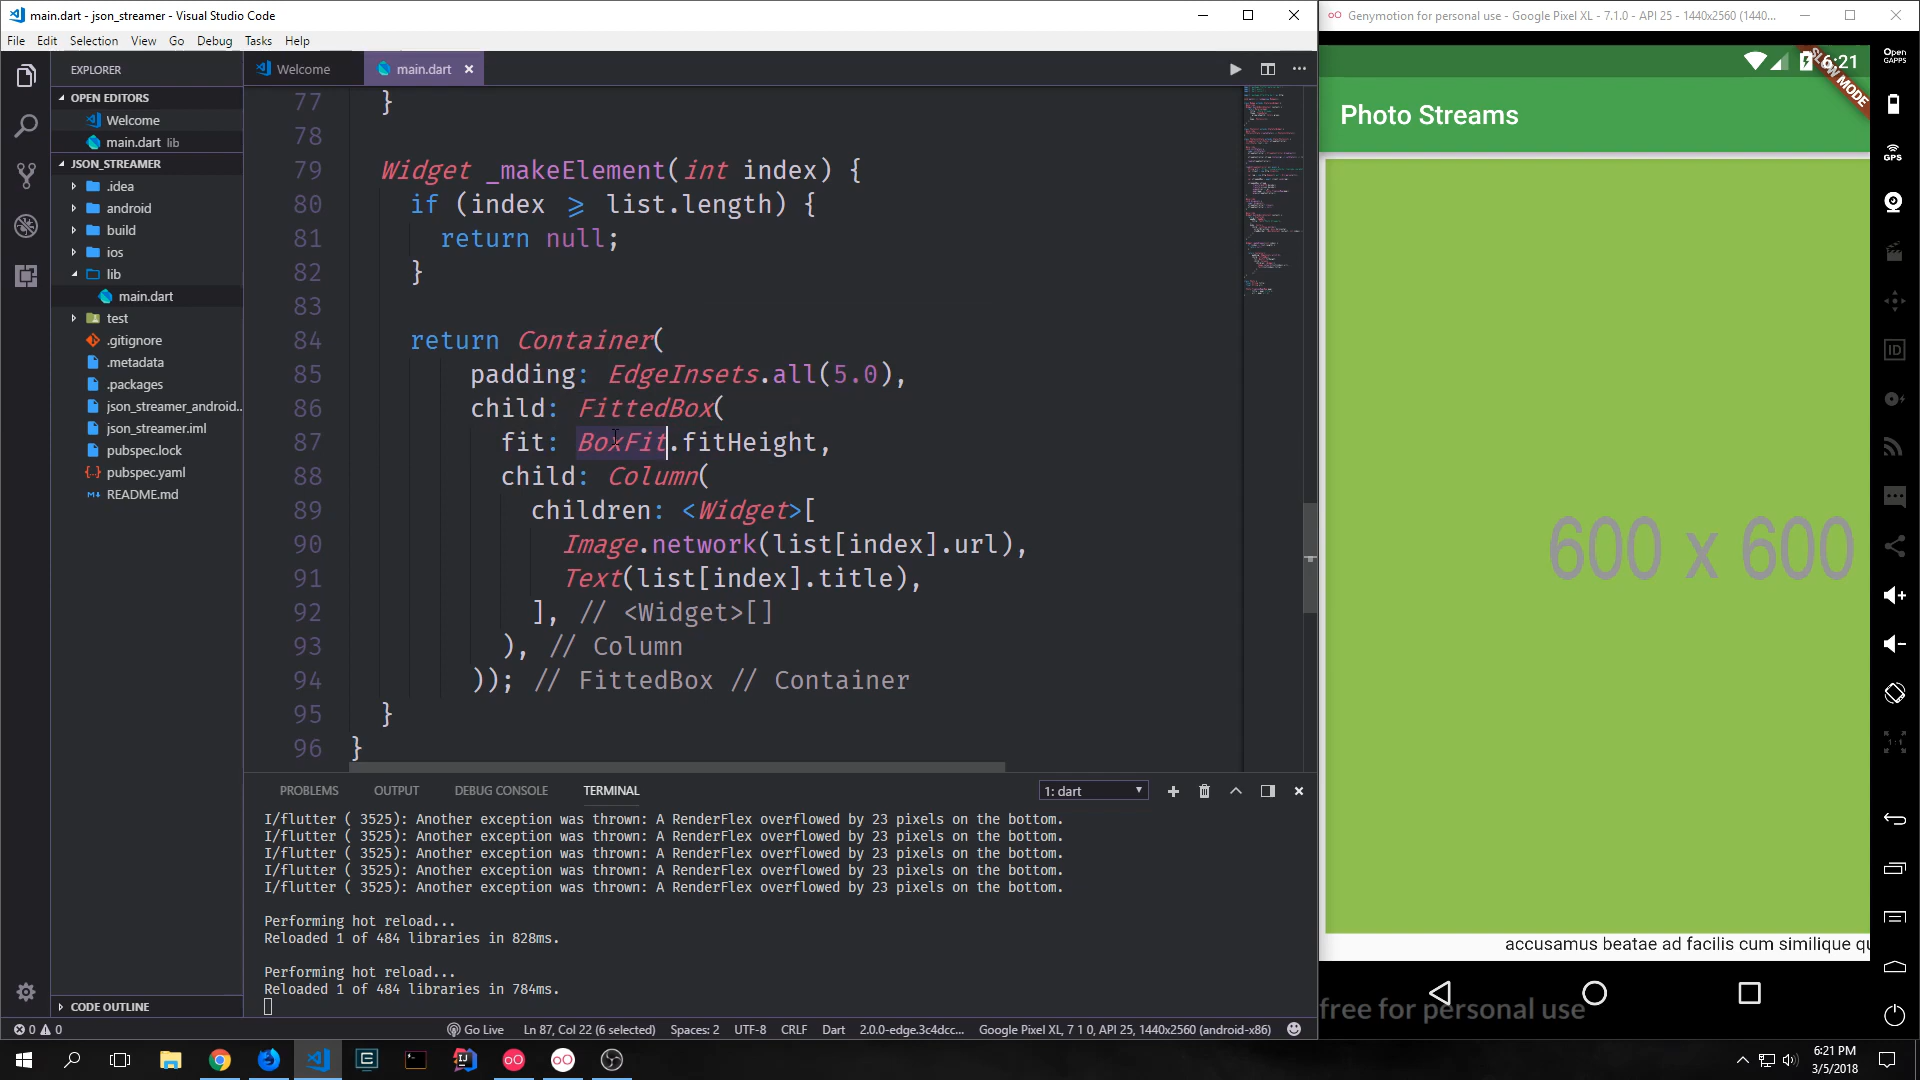 main.dart - json_streamer - Visual Studio Code
File Edit Selection View Go Debug Tasks Help
EXPLORER
OPEN EDITORS
Welcome
main.dart lib
JSON_STREAMER
.idea
android
build
ios
lib
main.dart
test
.gitignore
.metadata
.packages
json_streamer_android..
json_streamer.iml
pubspec.lock
pubspec.yaml
README.md
CODE OUTLINE
Welcome
main.dart
77 }
78
79 Widget _makeElement(int index) {
80 if (index ⩾ list.length) {
81 return null;
82 }
83
84 return Container(
85 padding: EdgeInsets.all(5.0),
86 child: FittedBox(
87 fit: BoxFit.fitHeight,
88 child: Column(
89 children: <Widget>[
90 Image.network(list[index].url),
91 Text(list[index].title),
92 ], // <Widget>[]
93 ), // Column
94 )); // FittedBox // Container
95 }
96 }
PROBLEMS OUTPUT DEBUG CONSOLE TERMINAL
1: dart
I/flutter ( 3525): Another exception was thrown: A RenderFlex overflowed by 23 pixels on the bottom.
I/flutter ( 3525): Another exception was thrown: A RenderFlex overflowed by 23 pixels on the bottom.
I/flutter ( 3525): Another exception was thrown: A RenderFlex overflowed by 23 pixels on the bottom.
I/flutter ( 3525): Another exception was thrown: A RenderFlex overflowed by 23 pixels on the bottom.
I/flutter ( 3525): Another exception was thrown: A RenderFlex overflowed by 23 pixels on the bottom.
Performing hot reload...
Reloaded 1 of 484 libraries in 828ms.
Performing hot reload...
Reloaded 1 of 484 libraries in 784ms.
0 0 Go Live Ln 87, Col 22 (6 selected) Spaces: 2 UTF-8 CRLF Dart 2.0.0-edge.3c4dcc... Google Pixel XL, 7 1 0, API 25, 1440x2560 (android-x86)
Genymotion for personal use - Google Pixel XL - 7.1.0 - API 25 - 1440x2560 (1440...
6:21
SLOW MODE
Photo Streams
600 x 600
accusamus beatae ad facilis cum similique qu
free for personal use
Open
GAPPS
GPS
ID
1:1
6:21 PM
3/5/2018